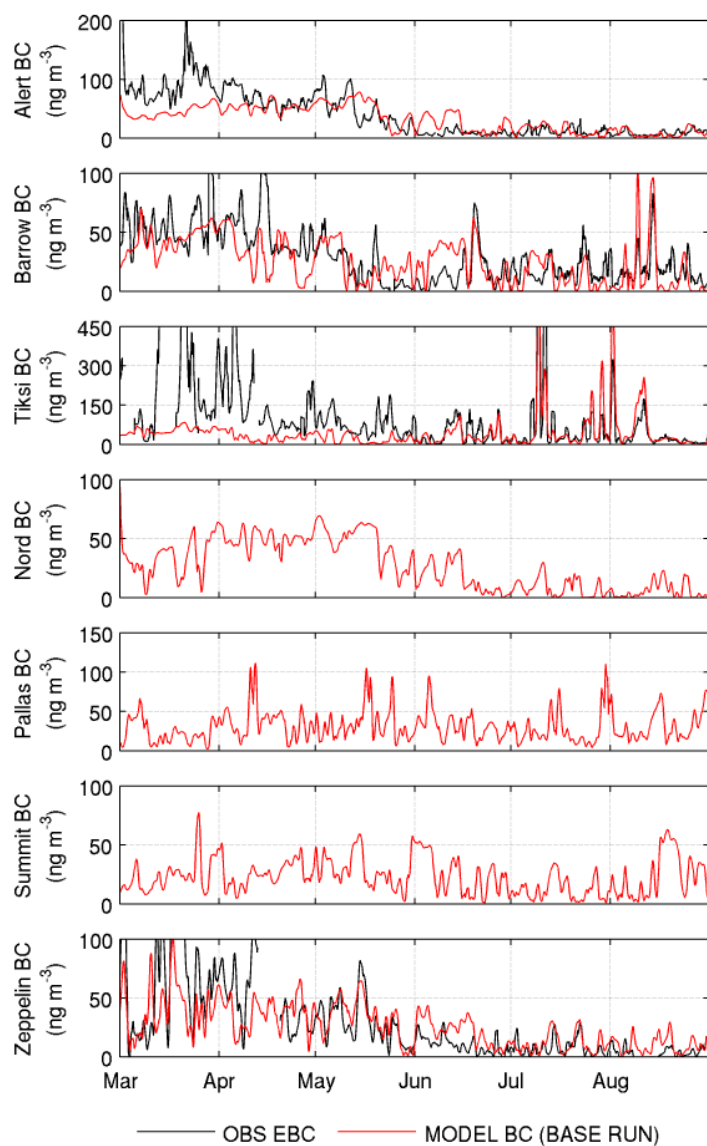 200
100
0
Alert BC
(ng m⁻³)
100
50
0
Barrow BC
(ng m⁻³)
450
300
150
0
Tiksi BC
(ng m⁻³)
100
50
0
Nord BC
(ng m⁻³)
150
100
50
0
Pallas BC
(ng m⁻³)
100
50
0
Summit BC
(ng m⁻³)
100
50
0
Zeppelin BC
(ng m⁻³)
Mar Apr May Jun Jul Aug
OBS EBC MODEL BC (BASE RUN)